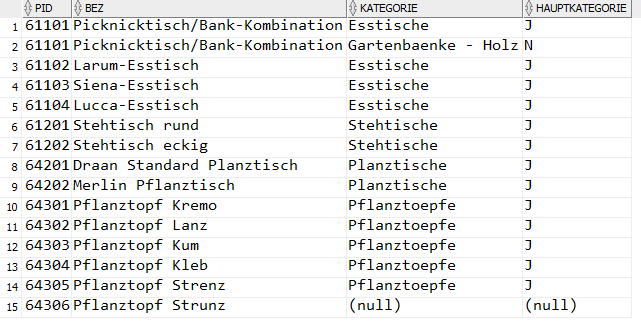 PID BEZ KATEGORIE HAUPTKATEGORIE
1 61101 Picknicktisch/Bank-Kombination Esstische J
2 61101 Picknicktisch/Bank-Kombination Gartenbaenke - Holz N
3 61102 Larum-Esstisch Esstische J
4 61103 Siena-Esstisch Esstische J
5 61104 Lucca-Esstisch Esstische J
6 61201 Stehtisch rund Stehtische J
7 61202 Stehtisch eckig Stehtische J
8 64201 Draan Standard Planztisch Planztische J
9 64202 Merlin Pflanztisch Planztische J
10 64301 Pflanztopf Kremo Pflanztoepfe J
11 64302 Pflanztopf Lanz Pflanztoepfe J
12 64303 Pflanztopf Kum Pflanztoepfe J
13 64304 Pflanztopf Kleb Pflanztoepfe J
14 64305 Pflanztopf Strenz Pflanztoepfe J
15 64306 Pflanztopf Strunz (null) (null)